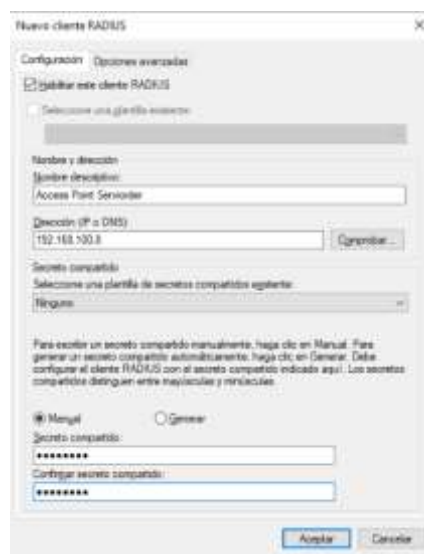 Nuevo cliente RADIUS
Configuración Opciones avanzadas
Habilitar este cliente RADIUS
Seleccione una plantilla existente:
Nombre y dirección
Nombre descriptivo:
Access Point Serviorder
Dirección (IP o DNS):
192.168.100.8
Comprobar...
Secreto compartido
Seleccione una plantilla de secretos compartidos existente:
Ninguno
Para escribir un secreto compartido manualmente, haga clic en Manual. Para
generar un secreto compartido automáticamente, haga clic en Generar. Debe
configurar el cliente RADIUS con el secreto compartido indicado aquí. Los secretos
compartidos distinguen entre mayúsculas y minúsculas.
Manual Generar
Secreto compartido:
●●●●●●●●
Confirmar secreto compartido:
●●●●●●●●
Aceptar Cancelar